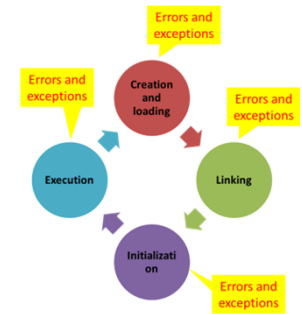 Errors and
exceptions
Creation
and
loading
Errors and
exceptions
Errors and
exceptions
Execution
Linking
Initializati
on
Errors and
exceptions